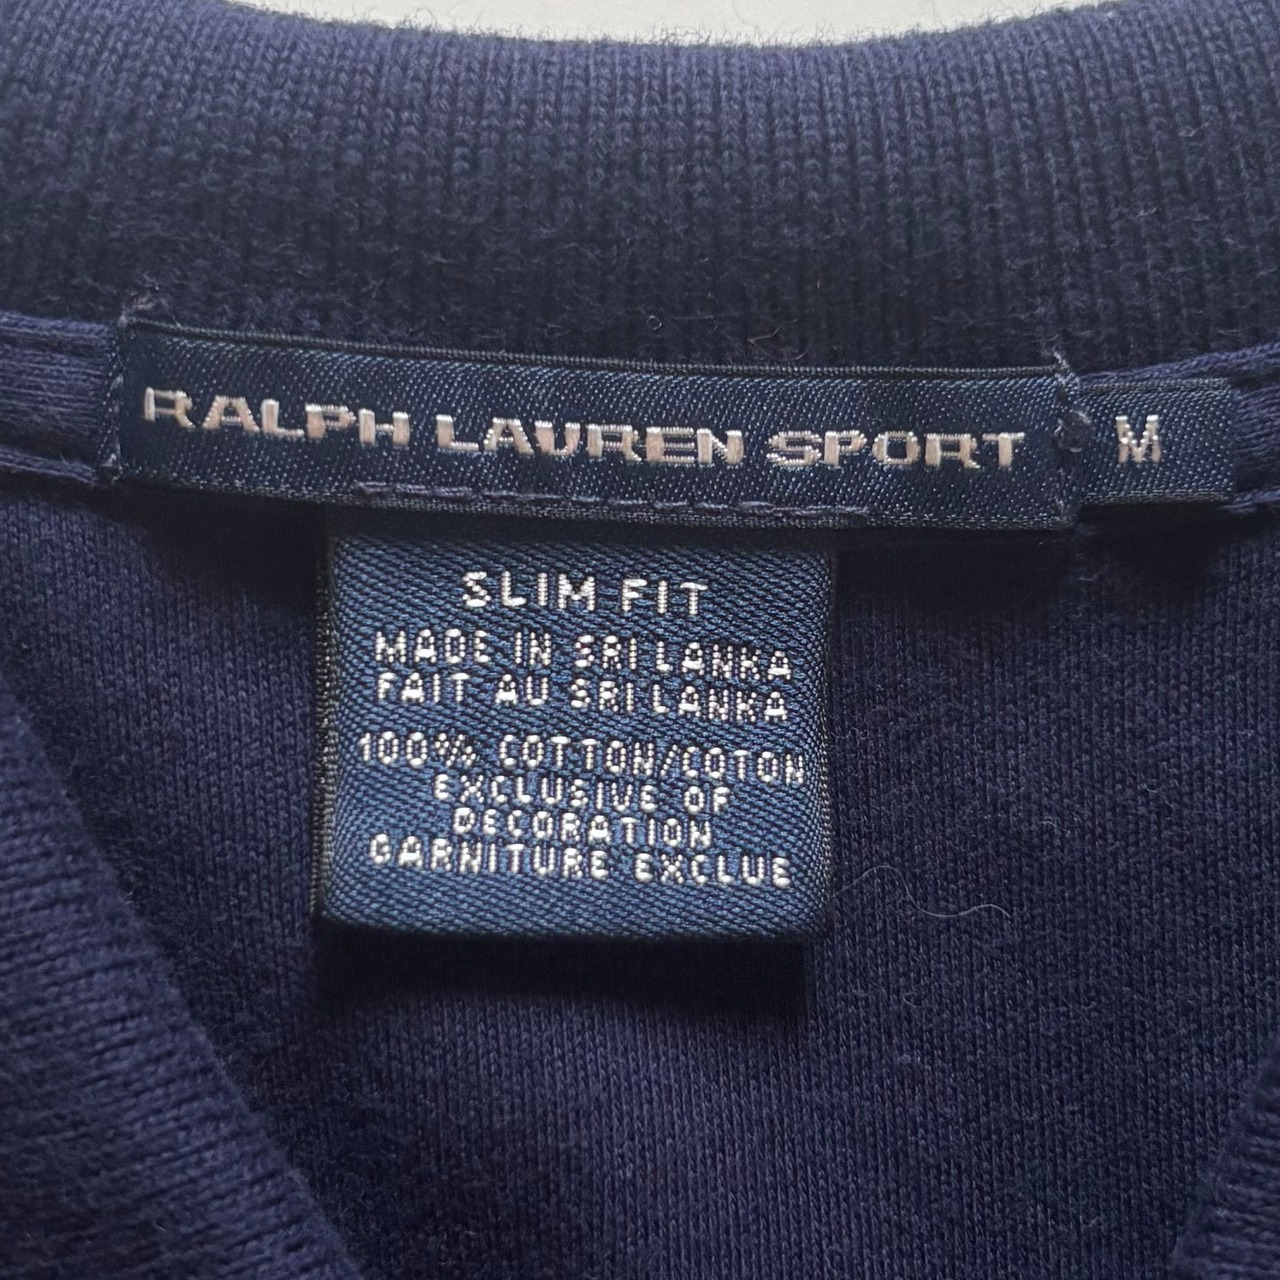 RALPH LAUREN SPORT M
SLIM FIT
MADE IN SRI LANKA
FAIT AU SRI LANKA
100% COTTON/COTON
EXCLUSIVE OF
DECORATION
GARNITURE EXCLUE